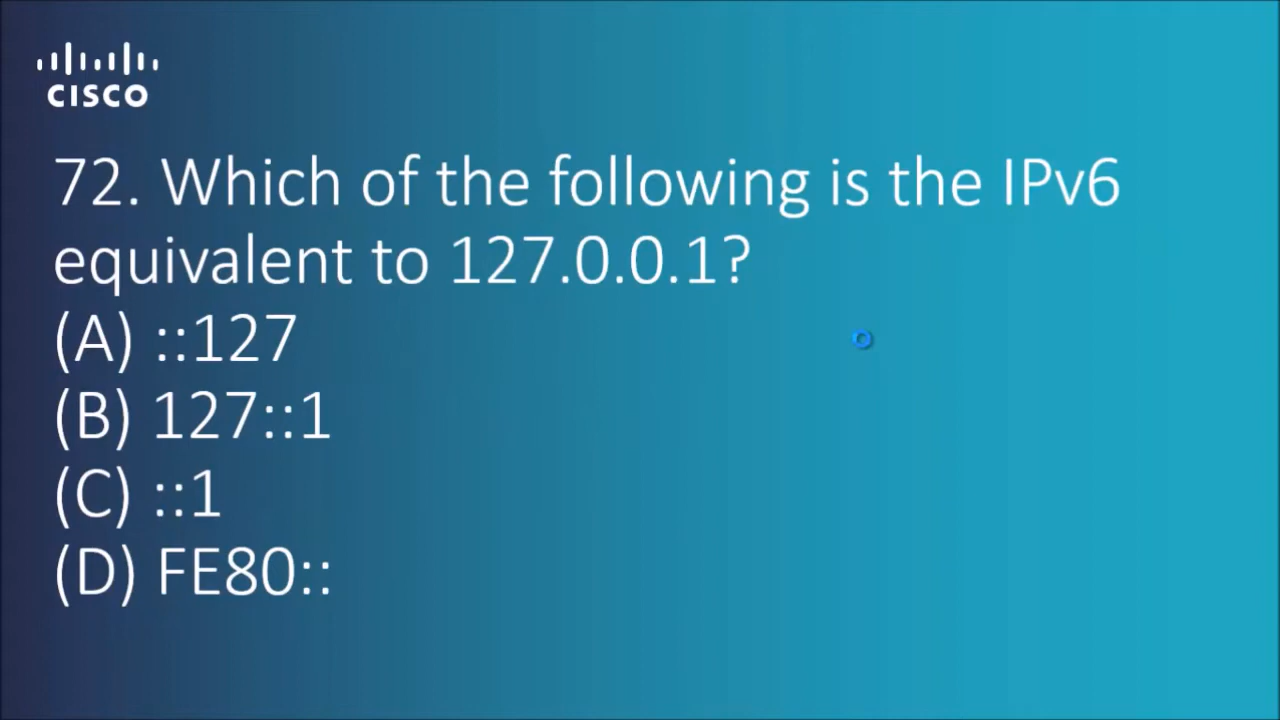 CISCO
72. Which of the following is the IPv6
equivalent to 127.0.0.1?
(A) ::127
(B) 127::1
(C) ::1
(D) FE80::